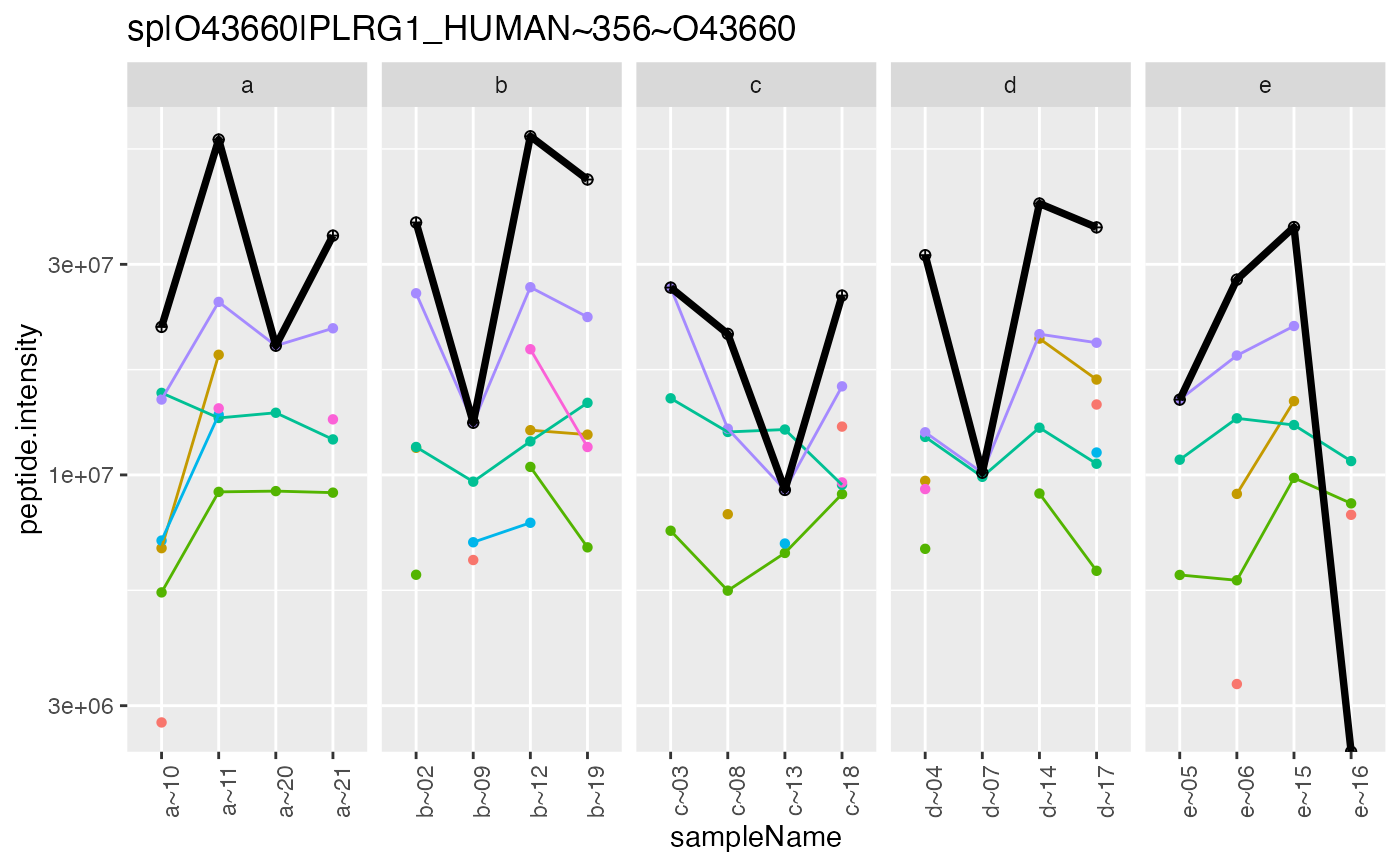 sp|O43660|PLRG1_HUMAN~356~O43660
a
b
c
d
e
peptide.intensity
3e+07
1e+07
3e+06
a~10
a~11
a~20
a~21
b~02
b~09
b~12
b~19
c~03
c~08
c~13
c~18
d~04
d~07
d~14
d~17
e~05
e~06
e~15
e~16
sampleName